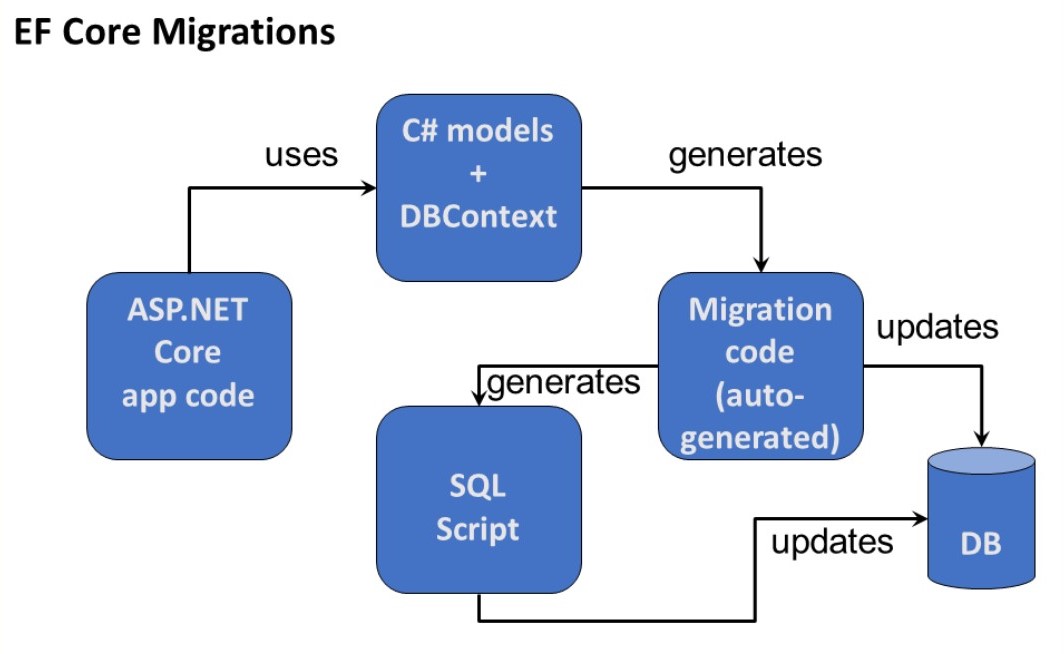 EF Core Migrations
uses
C# models
+
DBContext
generates
ASP.NET
Core
app code
Migration
code
(auto-
generated)
updates
generates
SQL
Script
updates
DB